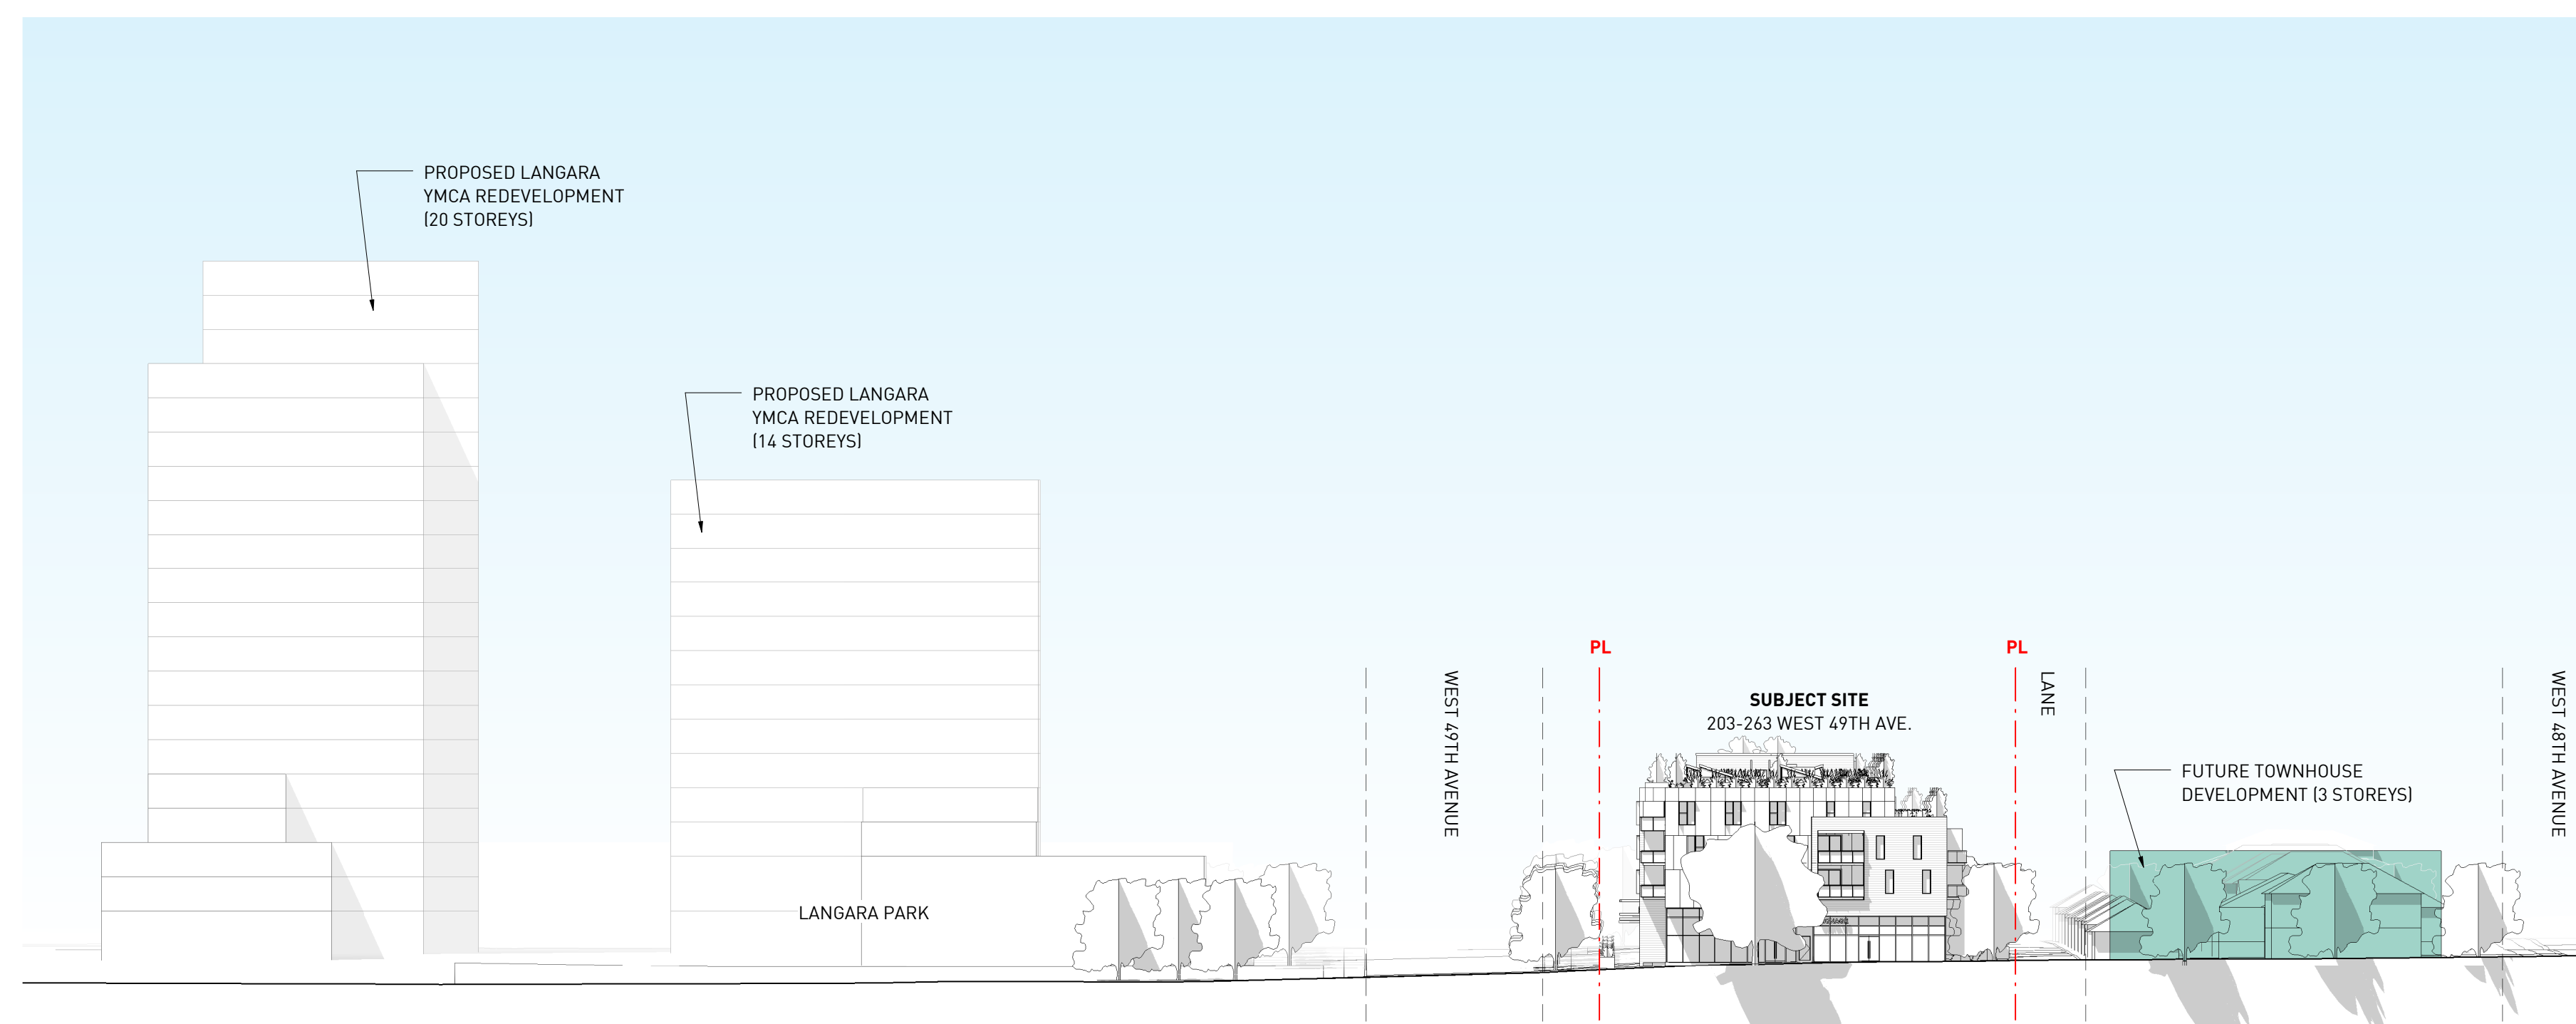 PROPOSED LANGARA
YMCA REDEVELOPMENT
(20 STOREYS)
PROPOSED LANGARA
YMCA REDEVELOPMENT
(14 STOREYS)
LANGARA PARK
WEST 49TH AVENUE
PL
SUBJECT SITE
203-263 WEST 49TH AVE.
PL
LANE
FUTURE TOWNHOUSE
DEVELOPMENT (3 STOREYS)
WEST 48TH AVENUE